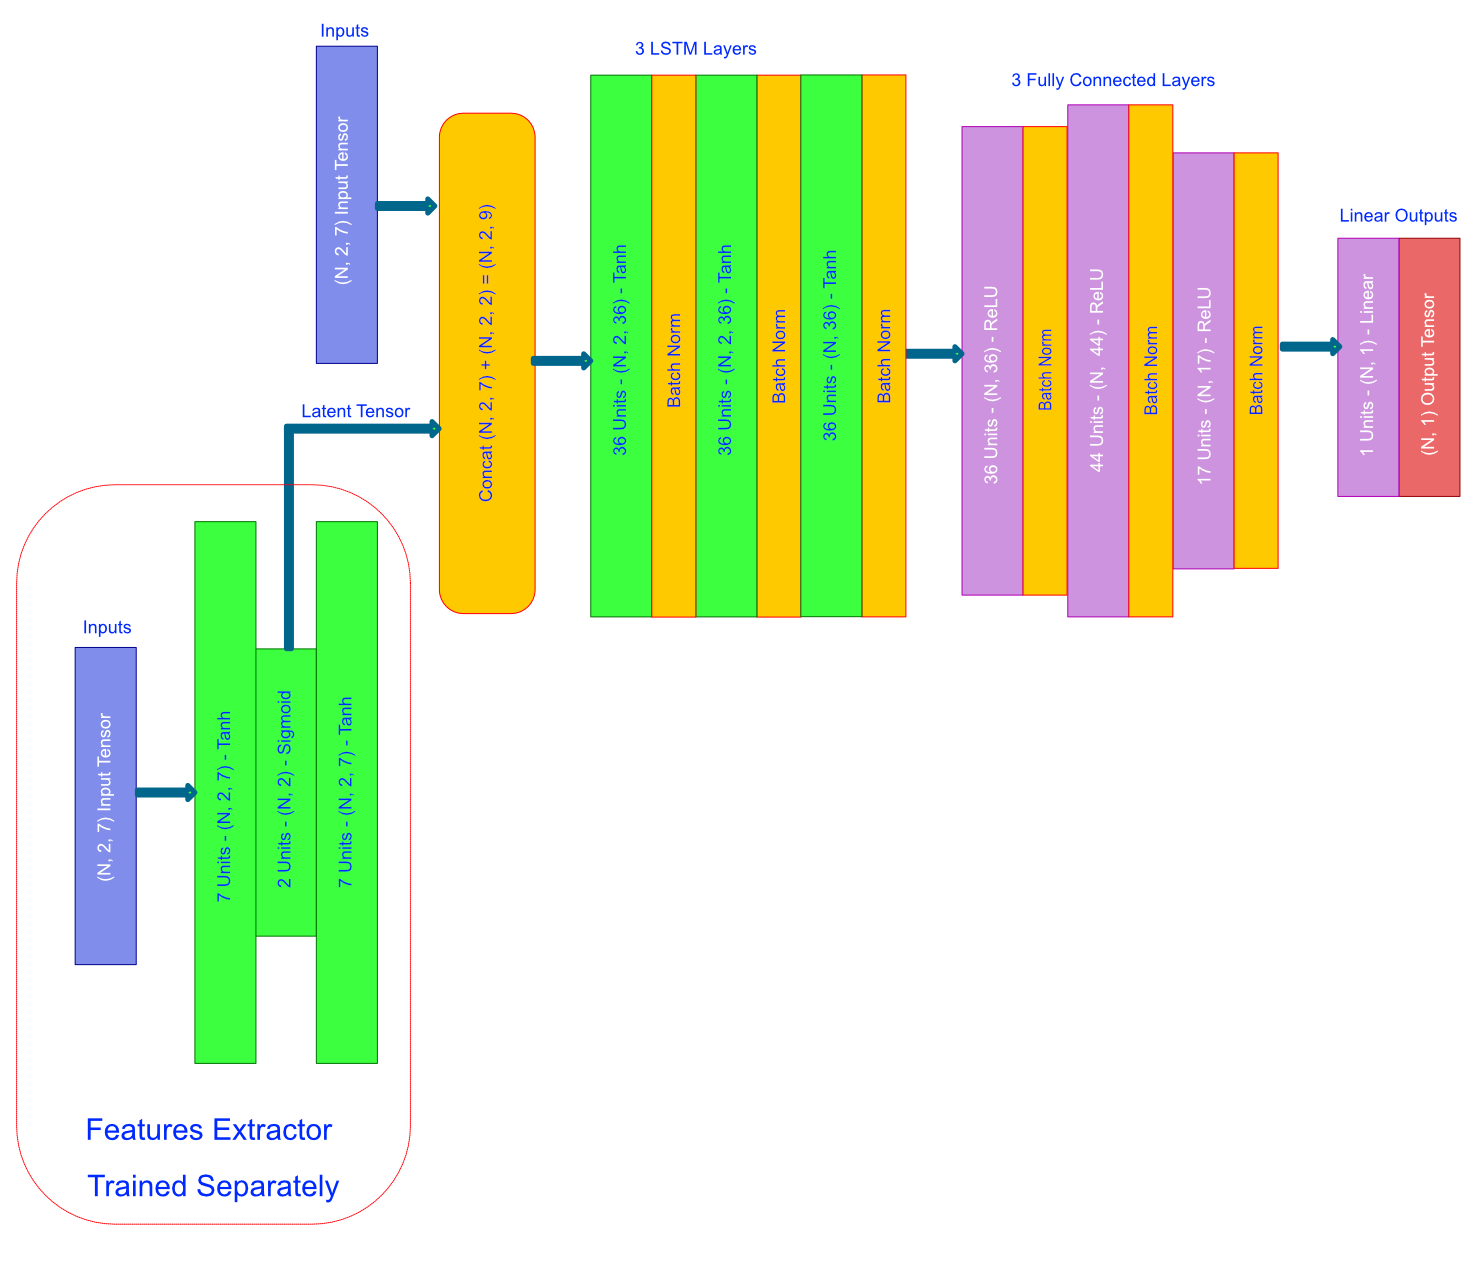 Inputs
(N, 2, 7) Input Tensor
Latent Tensor
Concat (N, 2, 7) + (N, 2, 2) = (N, 2, 9)
3 LSTM Layers
36 Units - (N, 2, 36) - Tanh
Batch Norm
36 Units - (N, 2, 36) - Tanh
Batch Norm
36 Units - (N, 36) - Tanh
Batch Norm
3 Fully Connected Layers
36 Units - (N, 36) - ReLU
Batch Norm
44 Units - (N, 44) - ReLU
Batch Norm
17 Units - (N, 17) - ReLU
Batch Norm
Linear Outputs
1 Units - (N, 1) - Linear
(N, 1) Output Tensor
Inputs
(N, 2, 7) Input Tensor
7 Units - (N, 2, 7) - Tanh
2 Units - (N, 2) - Sigmoid
7 Units - (N, 2, 7) - Tanh
Features Extractor
Trained Separately